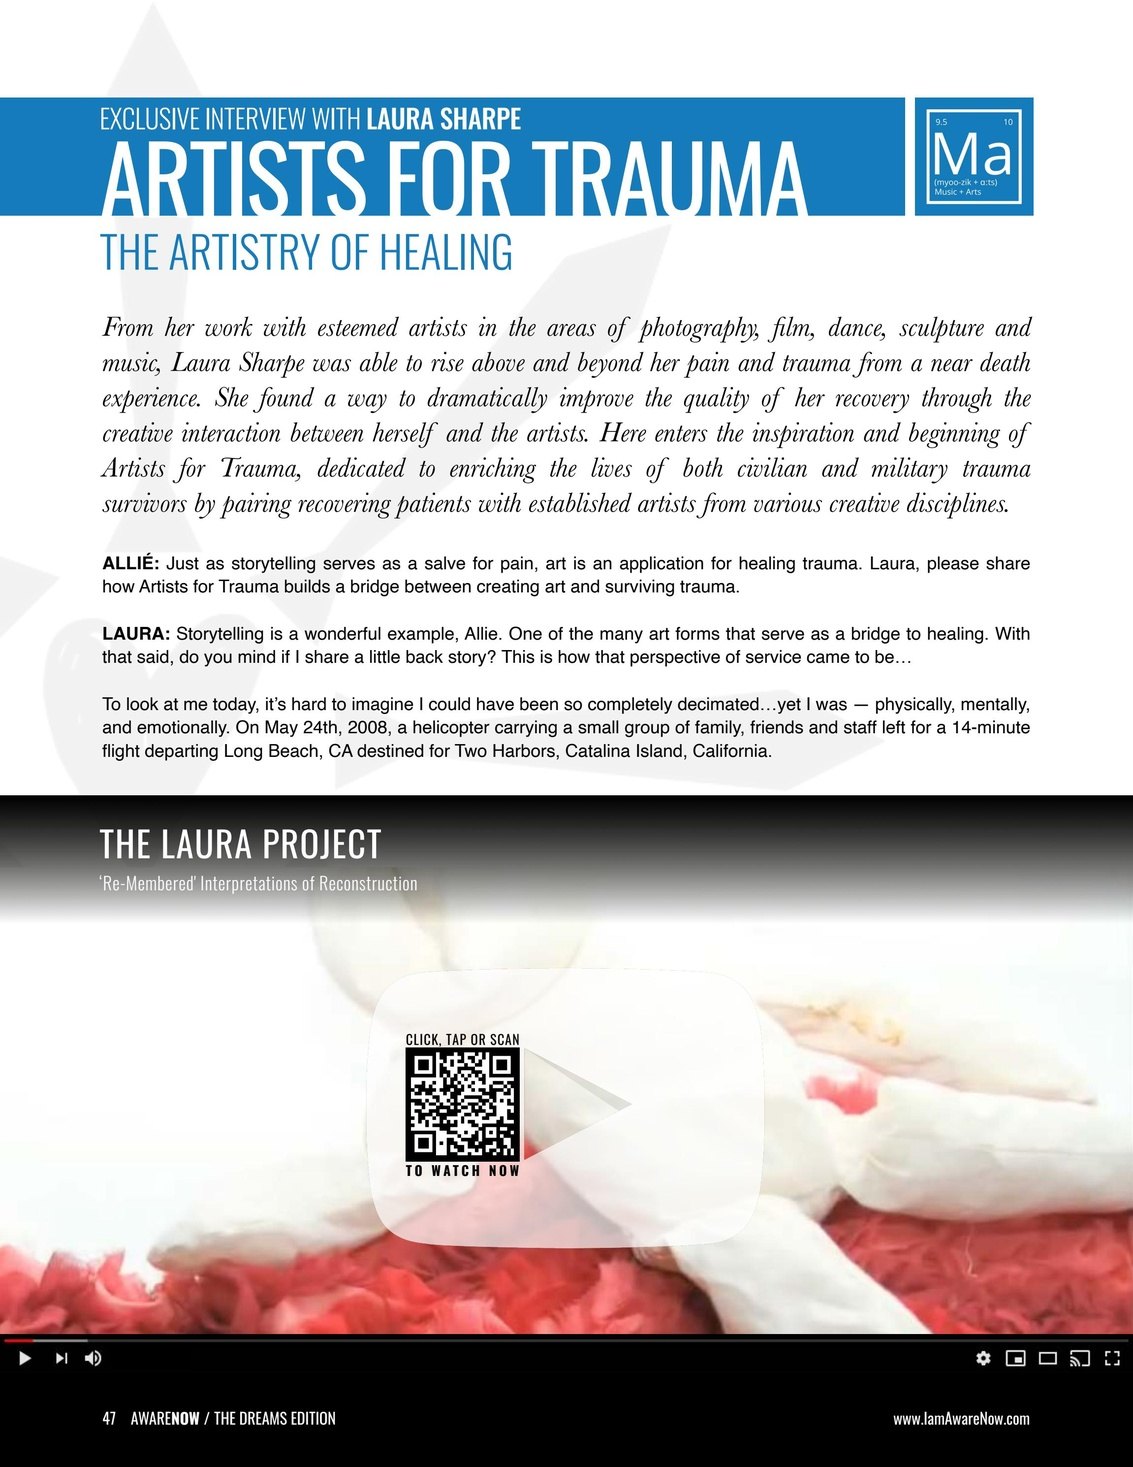 EXCLUSIVE INTERVIEW WITH LAURA SHARPE
ARTISTS FOR TRAUMA
THE ARTISTRY OF HEALING
9.5 10
Ma
(myoo-zik + ɑ:ts)
Music + Arts
From her work with esteemed artists in the areas of photography, film, dance, sculpture and
music, Laura Sharpe was able to rise above and beyond her pain and trauma from a near death
experience. She found a way to dramatically improve the quality of her recovery through the
creative interaction between herself and the artists. Here enters the inspiration and beginning of
Artists for Trauma, dedicated to enriching the lives of both civilian and military trauma
survivors by pairing recovering patients with established artists from various creative disciplines.
ALLIÉ: Just as storytelling serves as a salve for pain, art is an application for healing trauma. Laura, please share
how Artists for Trauma builds a bridge between creating art and surviving trauma.
LAURA: Storytelling is a wonderful example, Allie. One of the many art forms that serve as a bridge to healing. With
that said, do you mind if I share a little back story? This is how that perspective of service came to be…
To look at me today, it’s hard to imagine I could have been so completely decimated…yet I was — physically, mentally,
and emotionally. On May 24th, 2008, a helicopter carrying a small group of family, friends and staff left for a 14-minute
flight departing Long Beach, CA destined for Two Harbors, Catalina Island, California.
THE LAURA PROJECT
‘Re-Membered’ Interpretations of Reconstruction
CLICK, TAP OR SCAN
TO WATCH NOW
47 AWARENOW / THE DREAMS EDITION
www.IamAwareNow.com